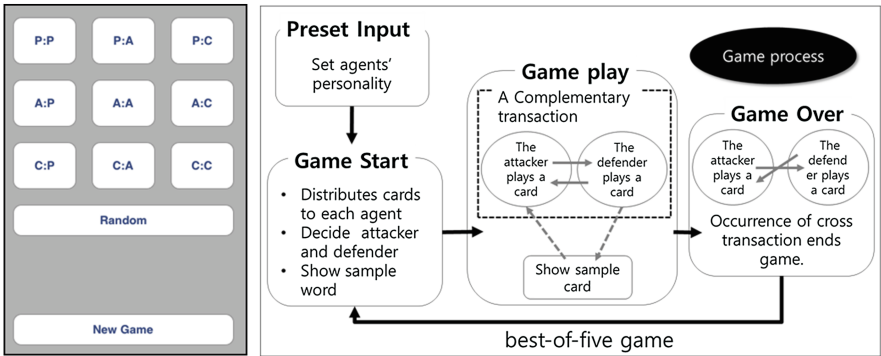 P:P
P:A
P:C
A:P
A:A
A:C
C:P
C:A
C:C
Random
New Game
Preset Input
Set agents'
personality
Game Start
• Distributes cards
to each agent
• Decide attacker
and defender
• Show sample
word
Game play
A Complementary
transaction
The
attacker
plays a
card
The
defender
plays a
card
Show sample
card
Game process
Game Over
The
attacker
plays a
card
The
defend
er plays
a card
Occurrence of cross
transaction ends
game.
best-of-five game